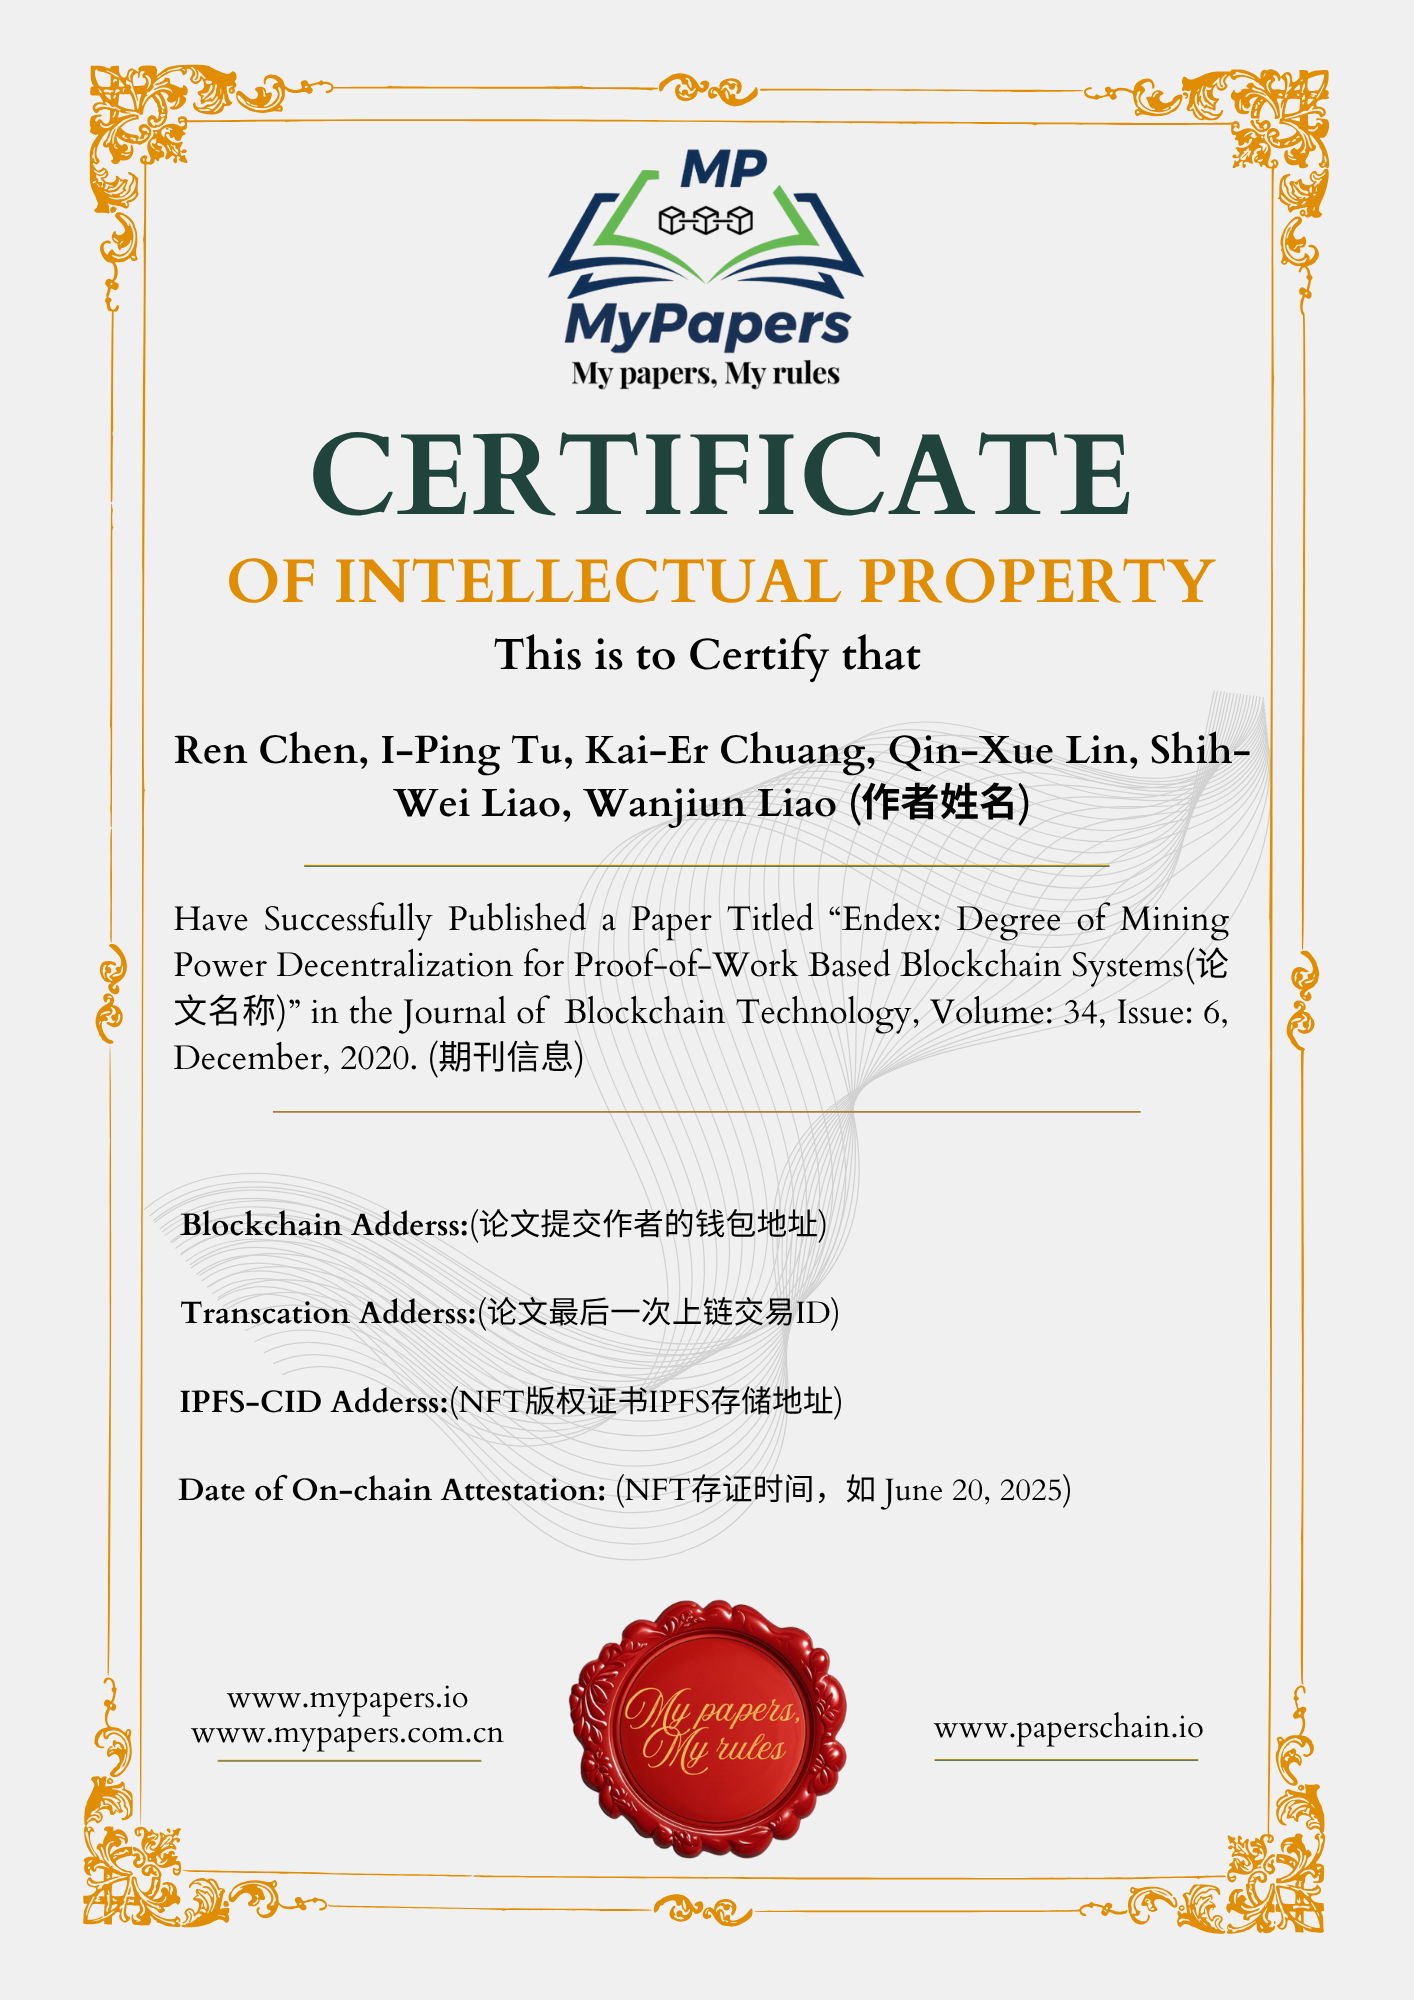 MP
MyPapers
My papers, My rules
CERTIFICATE
OF INTELLECTUAL PROPERTY
This is to Certify that
Ren Chen, I-Ping Tu, Kai-Er Chuang, Qin-Xue Lin, Shih-
Wei Liao, Wanjiun Liao (作者姓名)
Have Successfully Published a Paper Titled “Endex: Degree of Mining
Power Decentralization for Proof-of-Work Based Blockchain Systems(论
文名称)” in the Journal of Blockchain Technology, Volume: 34, Issue: 6,
December, 2020. (期刊信息)
Blockchain Adderss:(论文提交作者的钱包地址)
Transcation Adderss:(论文最后一次上链交易ID)
IPFS-CID Adderss:(NFT版权证书IPFS存储地址)
Date of On-chain Attestation: (NFT存证时间，如 June 20, 2025)
www.mypapers.io
www.mypapers.com.cn
My papers,
My rules
www.paperschain.io